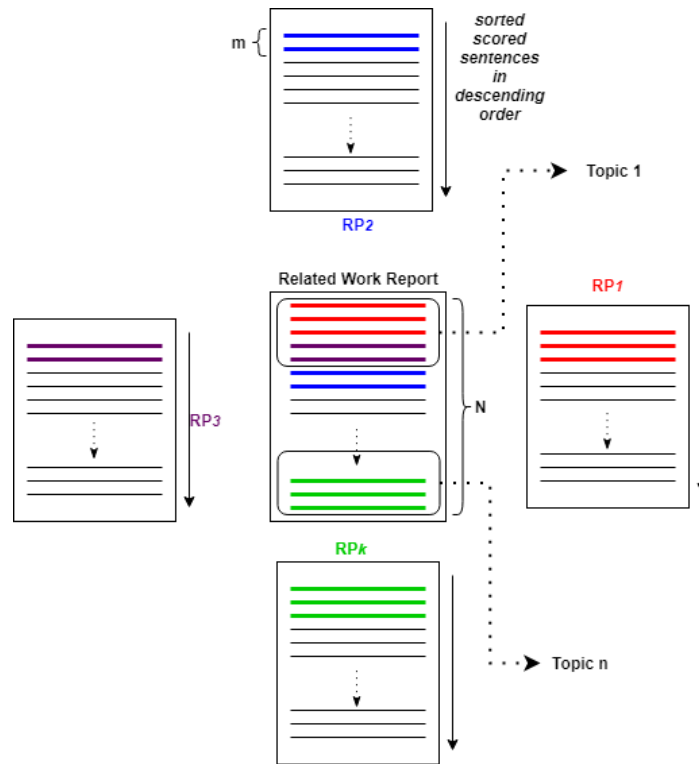 m
sorted
scored
sentences
in
descending
order
RP2
Topic 1
Related Work Report
RP1
RP3
N
RPk
Topic n